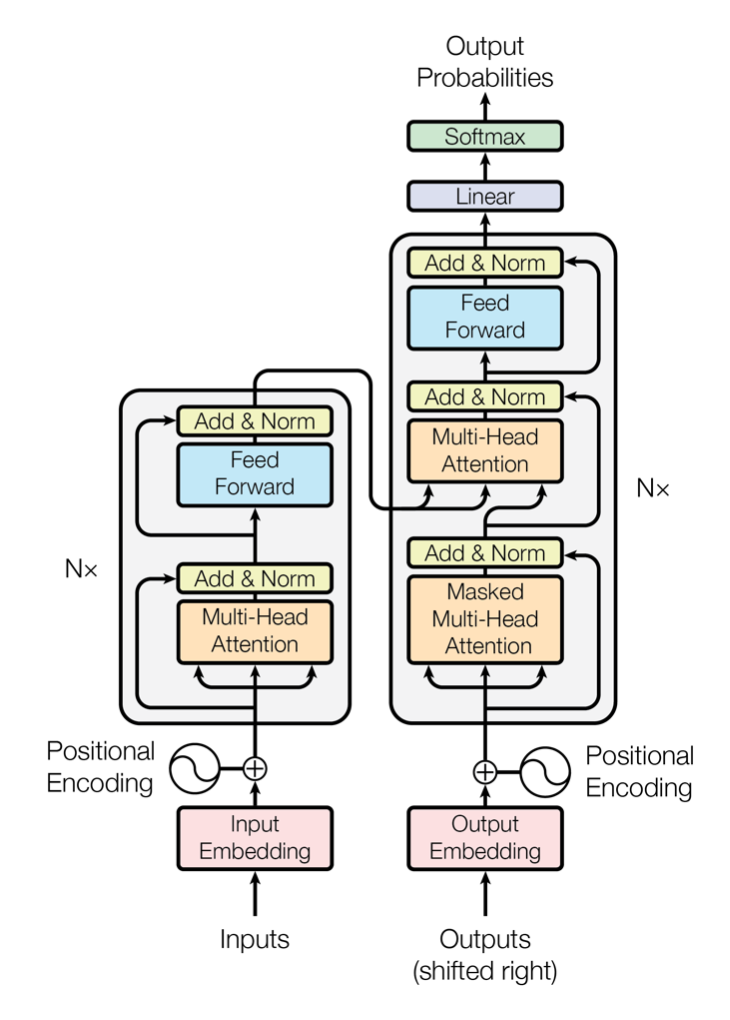 Output
Probabilities
Softmax
Linear
Add & Norm
Feed
Forward
Add & Norm
Multi-Head
Attention
N×
Add & Norm
Masked
Multi-Head
Attention
Add & Norm
Feed
Forward
N×
Add & Norm
Multi-Head
Attention
Positional
Encoding
Positional
Encoding
Input
Embedding
Output
Embedding
Inputs
Outputs
(shifted right)